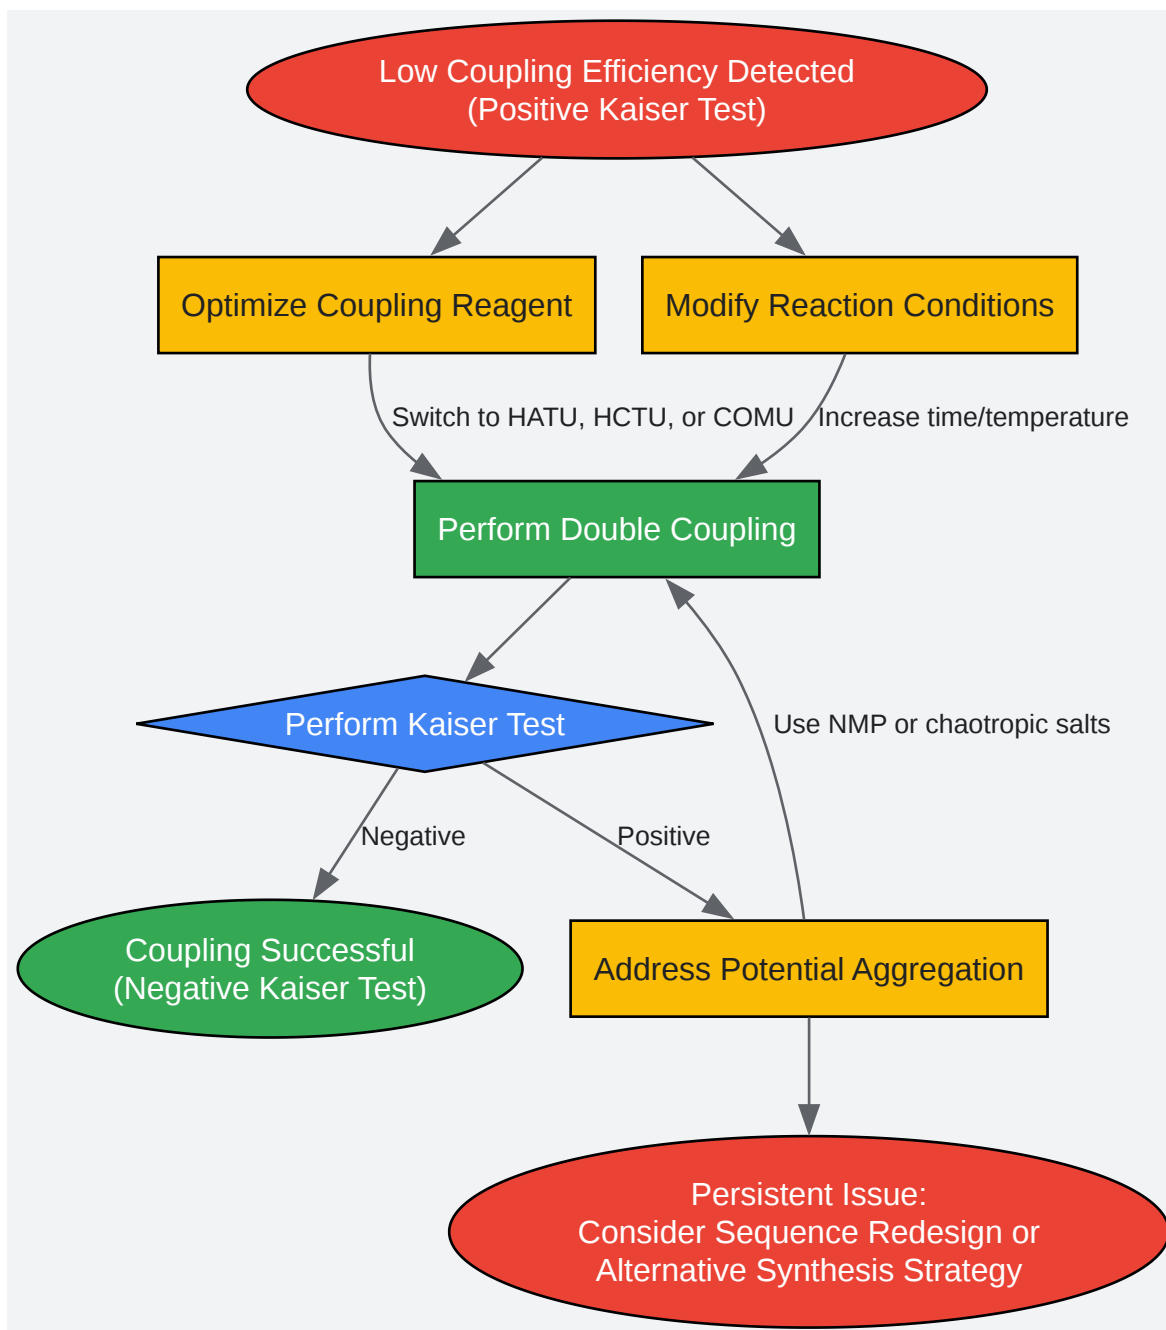 Low Coupling Efficiency Detected
(Positive Kaiser Test)
Optimize Coupling Reagent
Modify Reaction Conditions
Switch to HATU, HCTU, or COMU
Increase time/temperature
Perform Double Coupling
Perform Kaiser Test
Use NMP or chaotropic salts
Negative
Positive
Coupling Successful
(Negative Kaiser Test)
Address Potential Aggregation
Persistent Issue:
Consider Sequence Redesign or
Alternative Synthesis Strategy